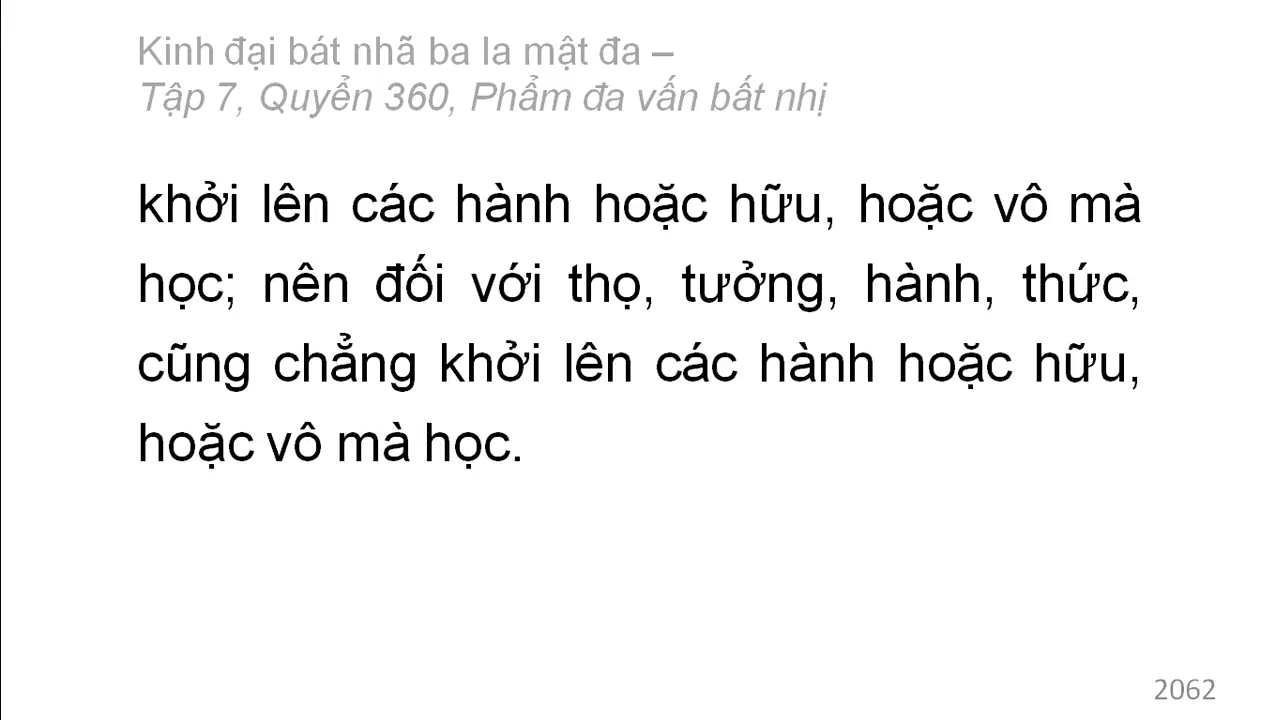 Kinh đại bát nhã ba la mật đa –
Tập 7, Quyển 360, Phẩm đa vấn bất nhị
khởi lên các hành hoặc hữu, hoặc vô mà
học; nên đối với thọ, tưởng, hành, thức,
cũng chẳng khởi lên các hành hoặc hữu,
hoặc vô mà học.
2062